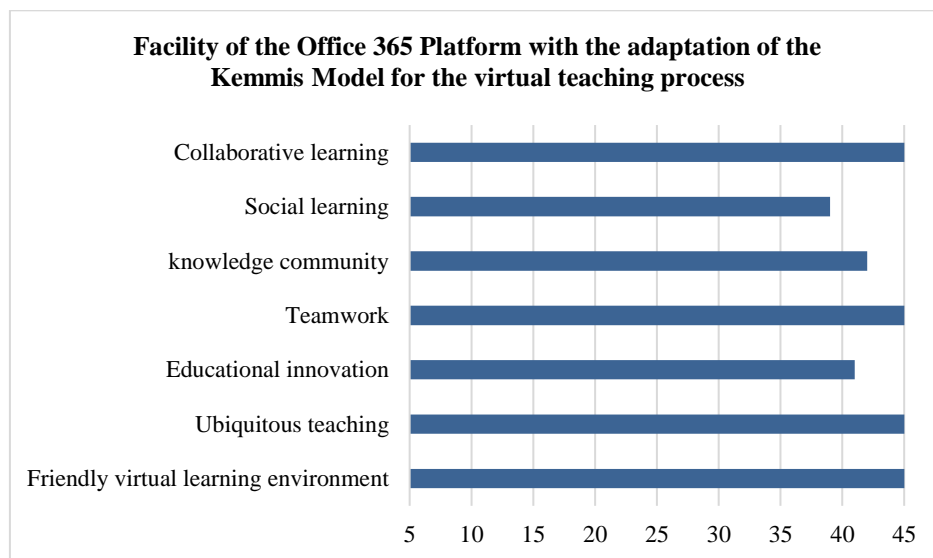 Facility of the Office 365 Platform with the adaptation of the
Kemmis Model for the virtual teaching process
Collaborative learning
Social learning
knowledge community
Teamwork
Educational innovation
Ubiquitous teaching
Friendly virtual learning environment
5 10 15 20 25 30 35 40 45